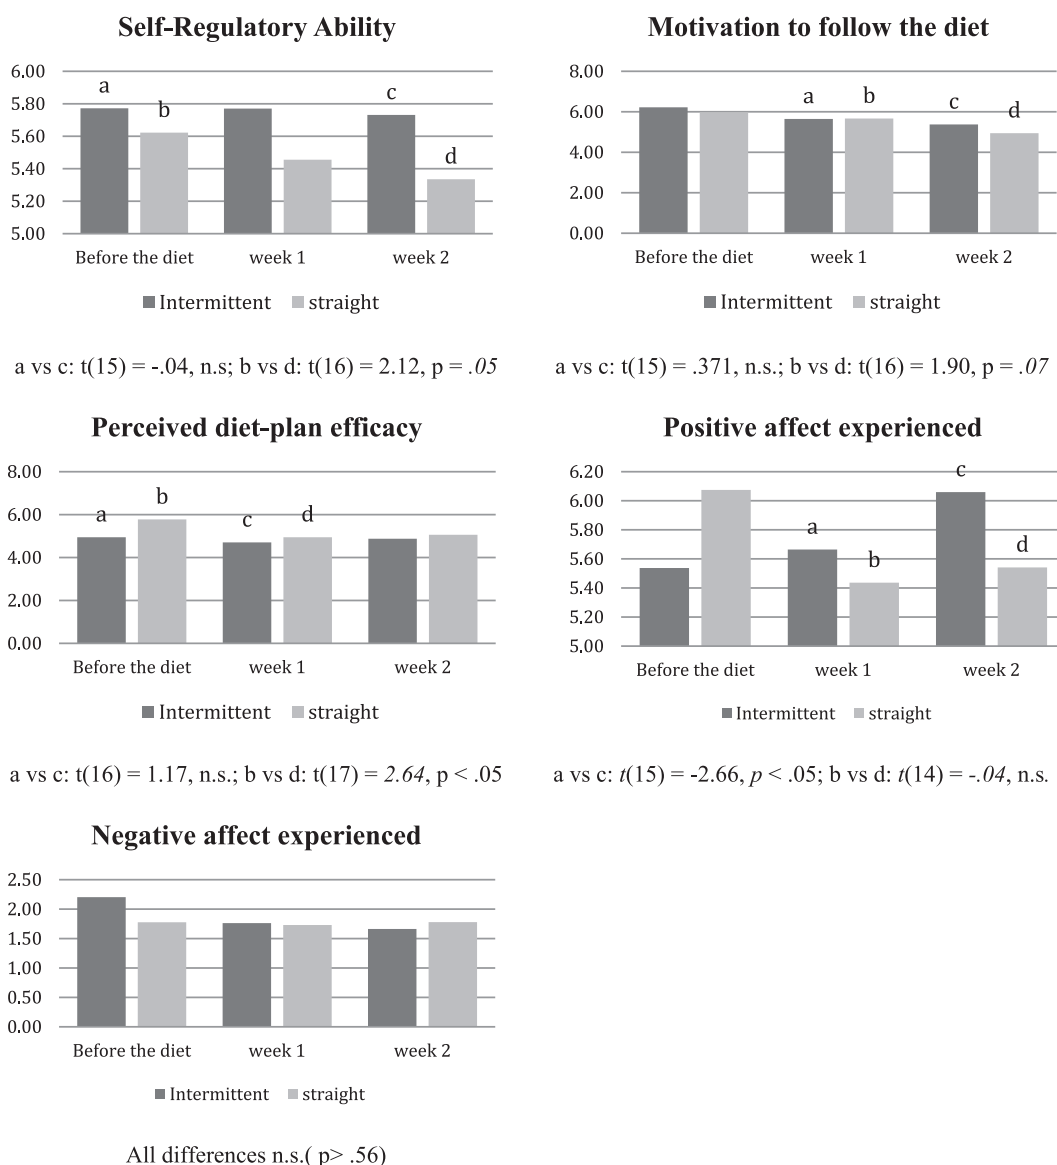 Self-Regulatory Ability
6.00
5.80
5.60
5.40
5.20
5.00
a
b
c
d
Before the diet week 1 week 2
Intermittent straight
a vs c: t(15) = -.04, n.s; b vs d: t(16) = 2.12, p = .05
Motivation to follow the diet
8.00
6.00
4.00
2.00
0.00
a
b
c
d
Before the diet week 1 week 2
Intermittent straight
a vs c: t(15) = .371, n.s.; b vs d: t(16) = 1.90, p = .07
Perceived diet-plan efficacy
8.00
6.00
4.00
2.00
0.00
a
b
c
d
Before the diet week 1 week 2
Intermittent straight
a vs c: t(16) = 1.17, n.s.; b vs d: t(17) = 2.64, p < .05
Positive affect experienced
6.20
6.00
5.80
5.60
5.40
5.20
5.00
a
b
c
d
Before the diet week 1 week 2
Intermittent straight
a vs c: t(15) = -2.66, p < .05; b vs d: t(14) = -.04, n.s.
Negative affect experienced
2.50
2.00
1.50
1.00
0.50
0.00
Before the diet week 1 week 2
Intermittent straight
All differences n.s.( p> .56)